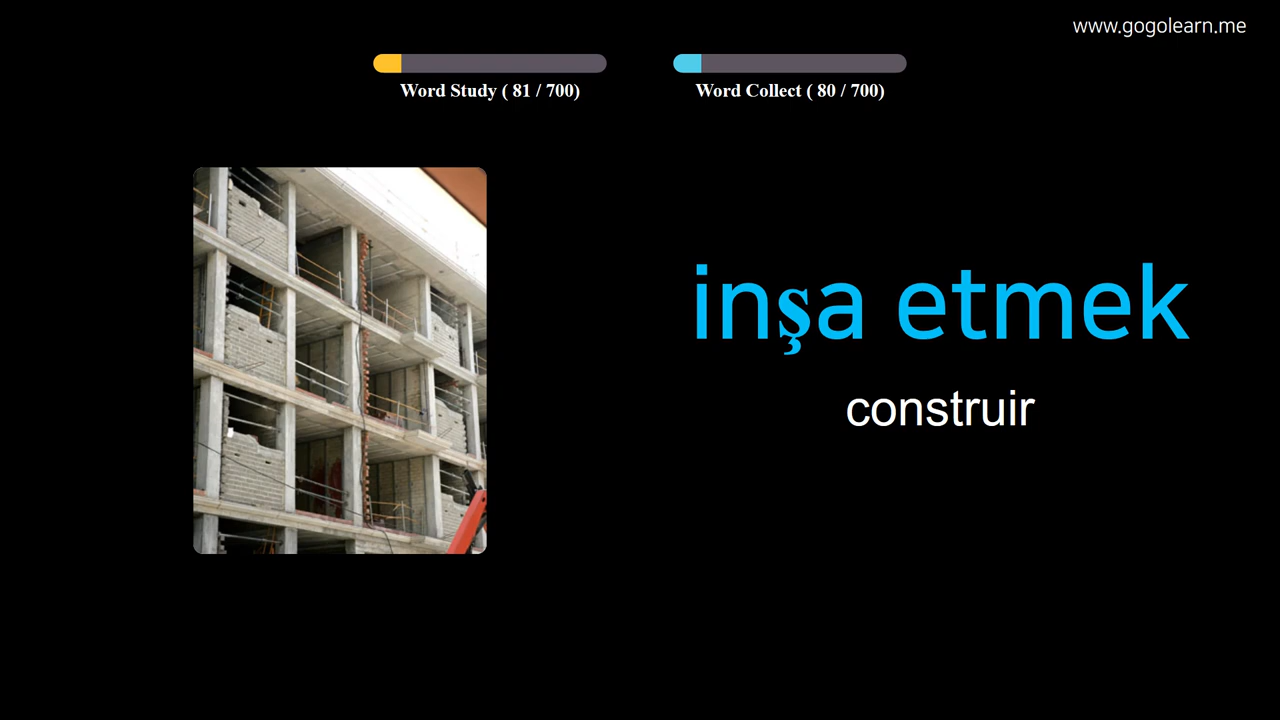 www.gogolearn.me
Word Study ( 81 / 700)
Word Collect ( 80 / 700)
inşa etmek
construir